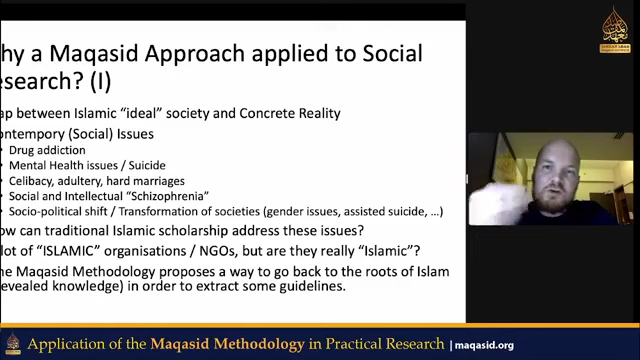 hy a Maqasid Approach applied to Social
esearch? (I)
ap between Islamic “ideal” society and Concrete Reality
ontempory (Social) Issues
Drug addiction
Mental Health issues / Suicide
Celibacy, adultery, hard marriages
Social and Intellectual “Schizophrenia”
Socio-political shift / Transformation of societies (gender issues, assisted suicide, …)
ow can traditional Islamic scholarship address these issues?
lot of “ISLAMIC” organisations / NGOs, but are they really “Islamic”?
he Maqasid Methodology proposes a way to go back to the roots of Islam
evealed knowledge) in order to extract some guidelines.
Application of the Maqasid Methodology in Practical Research | maqasid.org